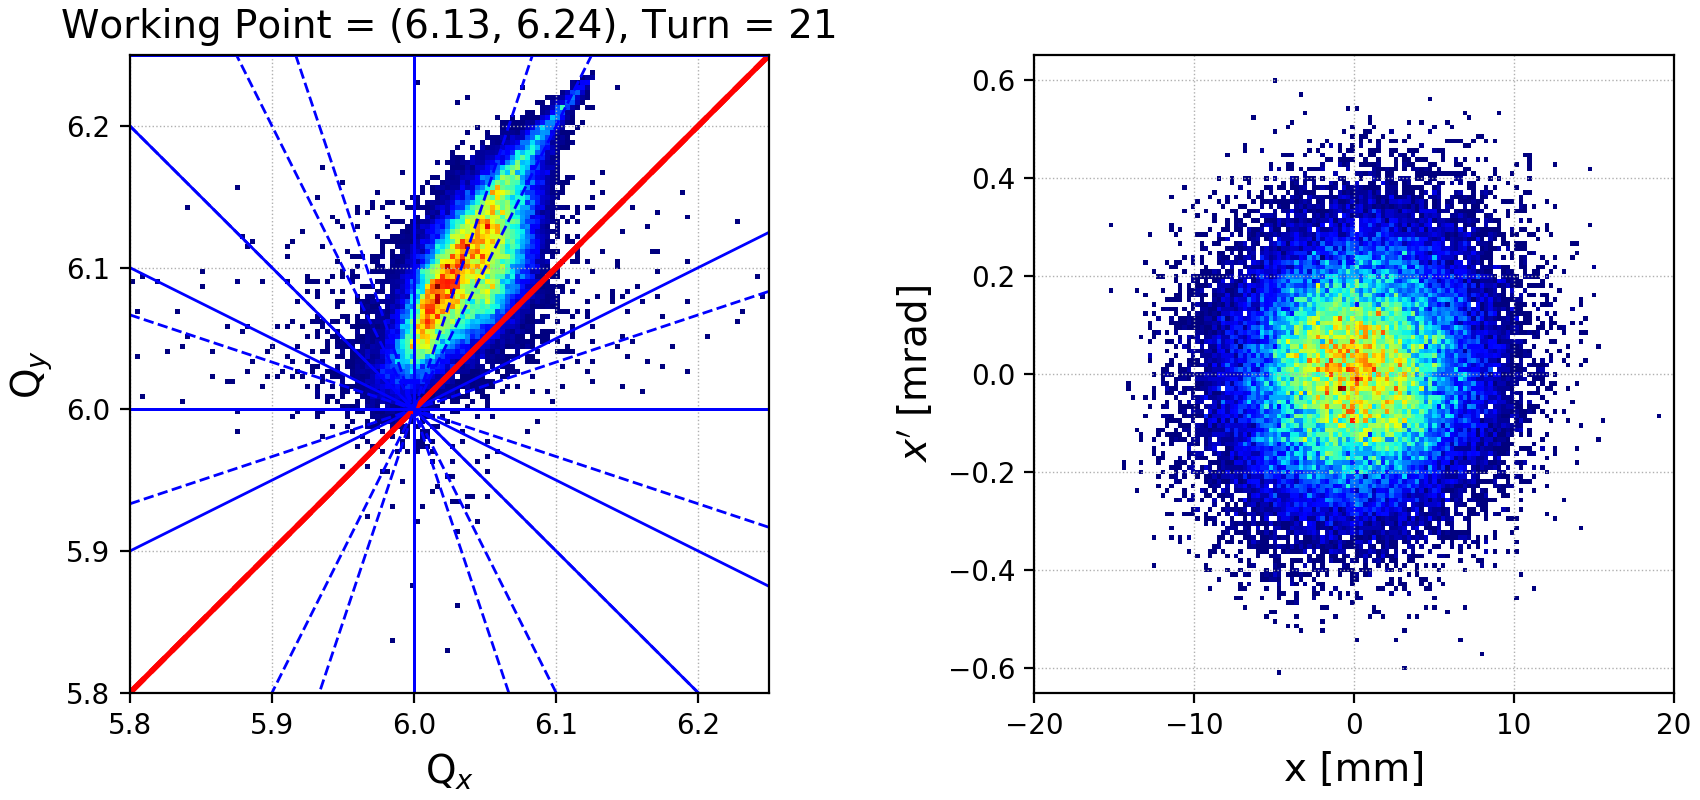 Working Point = (6.13, 6.24), Turn = 21
6.2
6.1
6.0
5.9
5.8
5.8 5.9 6.0 6.1 6.2
Qy
Qx
0.6
0.4
0.2
0.0
−0.2
−0.4
−0.6
−20 −10 0 10 20
x′ [mrad]
x [mm]